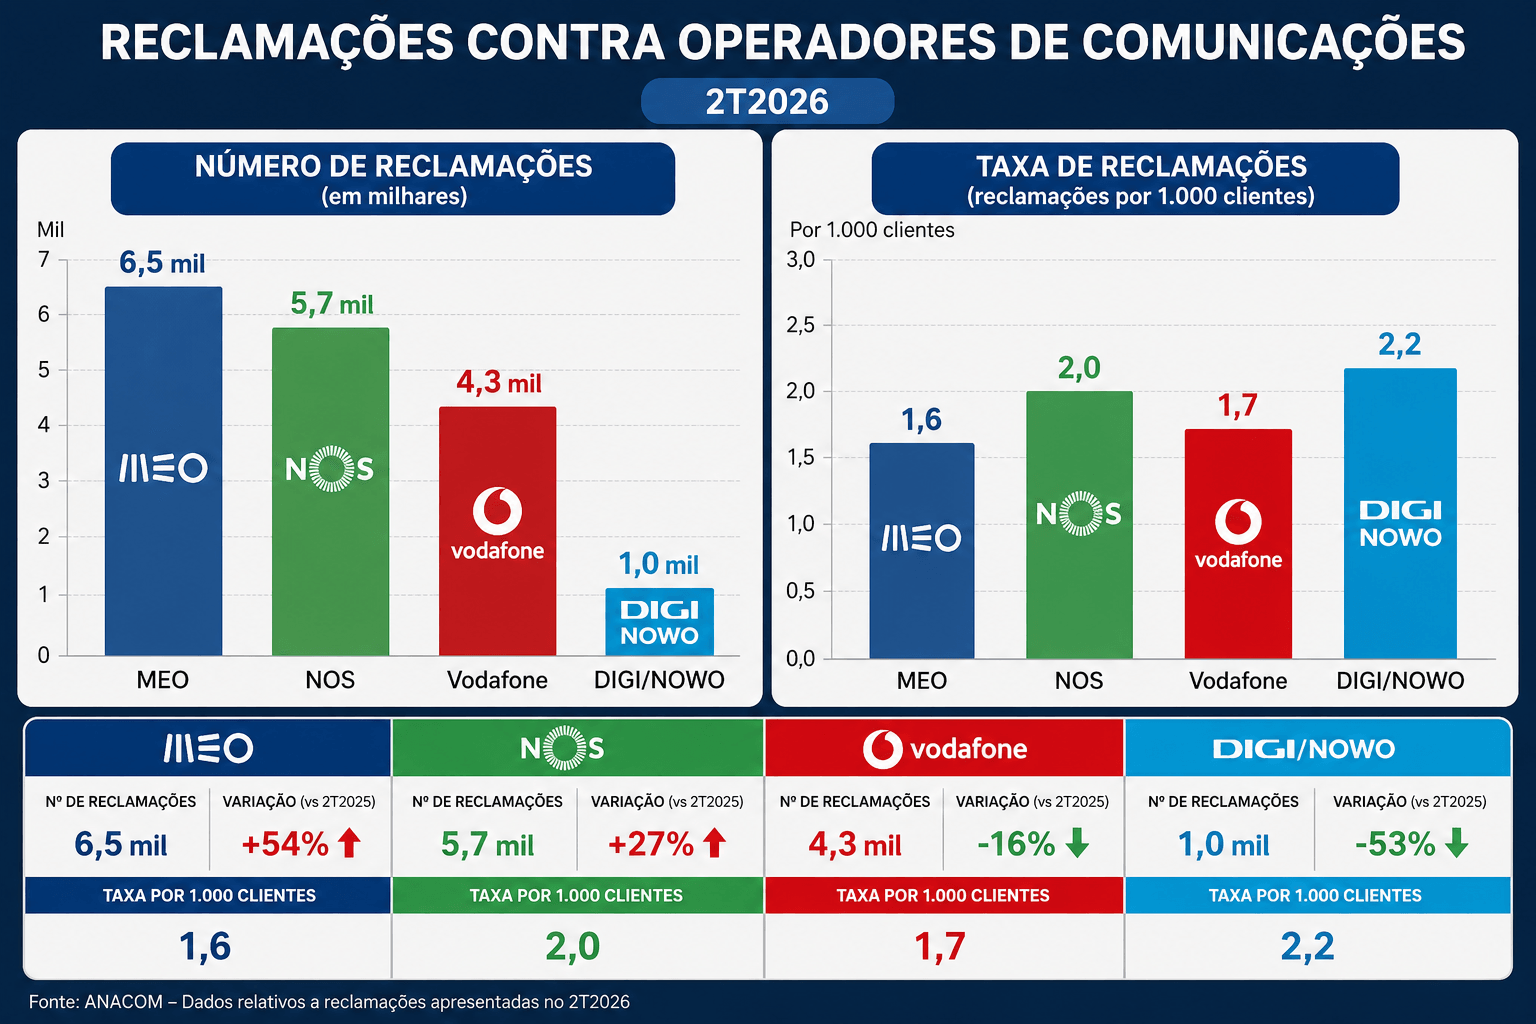 RECLAMAÇÕES CONTRA OPERADORES DE COMUNICAÇÕES
2T2026
NÚMERO DE RECLAMAÇÕES
(em milhares)
Mil
7
6
5
4
3
2
1
0
6,5 mil
5,7 mil
4,3 mil
1,0 mil
MEO
NOS
vodafone
DIGI
NOWO
MEO
NOS
Vodafone
DIGI/NOWO
TAXA DE RECLAMAÇÕES
(reclamações por 1.000 clientes)
Por 1.000 clientes
3,0
2,5
2,0
1,5
1,0
0,5
0,0
1,6
2,0
1,7
2,2
MEO
NOS
vodafone
DIGI
NOWO
MEO
NOS
Vodafone
DIGI/NOWO
MEO
Nº DE RECLAMAÇÕES
6,5 mil
VARIAÇÃO (vs 2T2025)
+54%
TAXA POR 1.000 CLIENTES
1,6
NOS
Nº DE RECLAMAÇÕES
5,7 mil
VARIAÇÃO (vs 2T2025)
+27%
TAXA POR 1.000 CLIENTES
2,0
vodafone
Nº DE RECLAMAÇÕES
4,3 mil
VARIAÇÃO (vs 2T2025)
-16%
TAXA POR 1.000 CLIENTES
1,7
DIGI/NOWO
Nº DE RECLAMAÇÕES
1,0 mil
VARIAÇÃO (vs 2T2025)
-53%
TAXA POR 1.000 CLIENTES
2,2
Fonte: ANACOM – Dados relativos a reclamações apresentadas no 2T2026